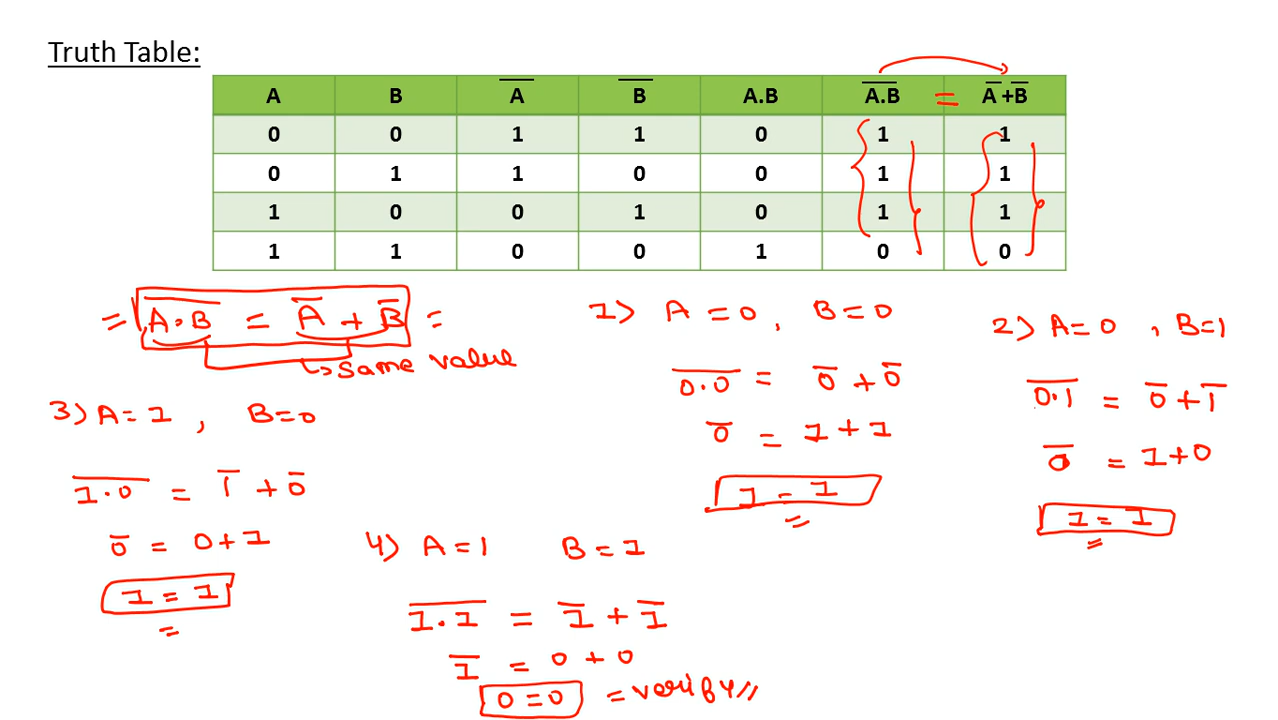 Truth Table:
A B A̅ B̅ A.B A̅.̅B̅ = A̅+B̅
0 0 1 1 0 1 1
0 1 1 0 0 1 1
1 0 0 1 0 1 1
1 1 0 0 1 0 0
= A̅.̅B̅ = A̅ + B̅ =
same value
1) A = 0, B = 0
0̅.̅0̅ = 0̅ + 0̅
0̅ = 1 + 1
1 = 1
=
2) A = 0, B = 1
0̅.̅1̅ = 0̅ + 1̅
0̅ = 1 + 0
1 = 1
=
3) A = 1, B = 0
1̅.̅0̅ = 1̅ + 0̅
0̅ = 0 + 1
1 = 1
=
4) A = 1 B = 1
1̅.̅1̅ = 1̅ + 1̅
1̅ = 0 + 0
0 = 0 = verify //